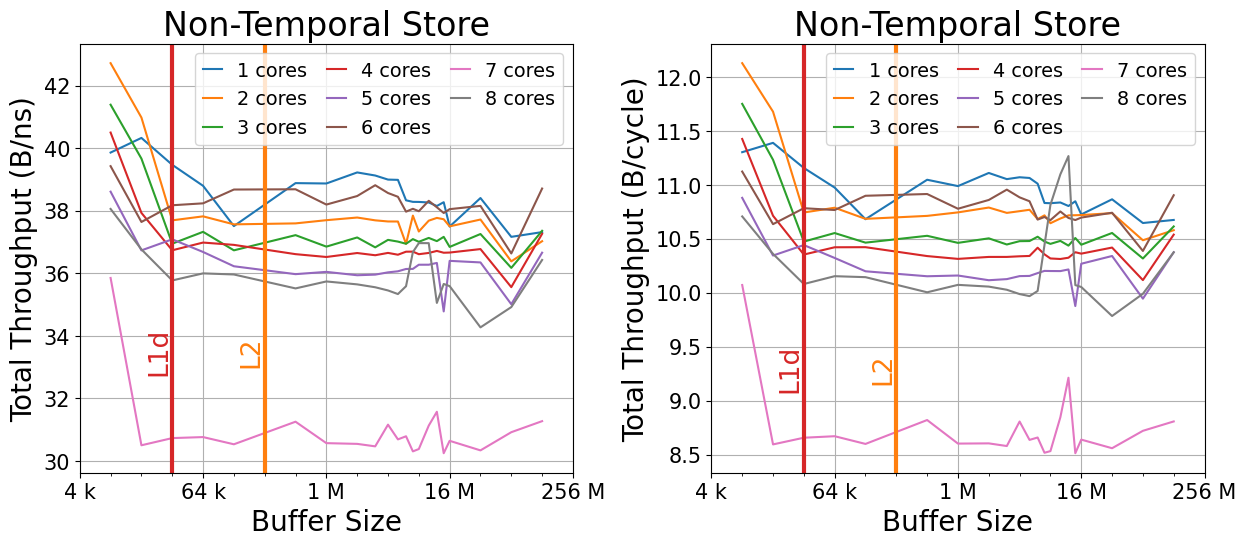 Non-Temporal Store
Total Throughput (B/ns)
42
40
38
36
34
32
30
1 cores
2 cores
3 cores
4 cores
5 cores
6 cores
7 cores
8 cores
L1d
L2
4 k
64 k
1 M
16 M
256 M
Buffer Size
Non-Temporal Store
Total Throughput (B/cycle)
12.0
11.5
11.0
10.5
10.0
9.5
9.0
8.5
1 cores
2 cores
3 cores
4 cores
5 cores
6 cores
7 cores
8 cores
L1d
L2
4 k
64 k
1 M
16 M
256 M
Buffer Size